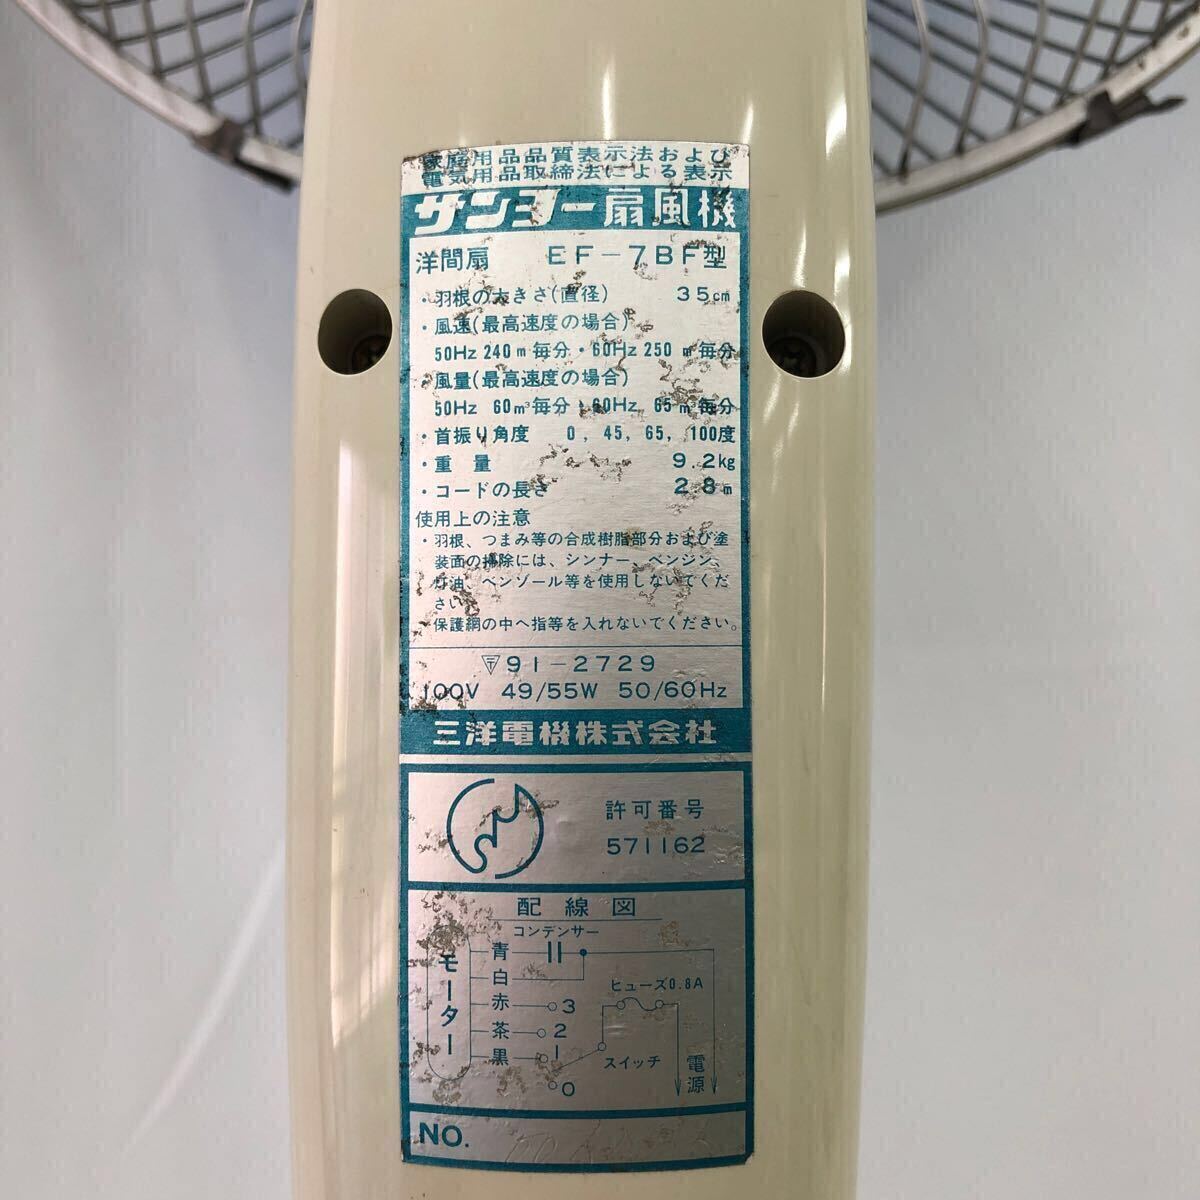 家庭用品品質表示法および
電気用品取締法による表示
サンヨー扇風機
洋間扇 EF-7BF型
・羽根の大きさ(直径) 35cm
・風速(最高速度の場合)
50Hz 240m毎分・60Hz 250m毎分
・風量(最高速度の場合)
50Hz 60m³毎分・60Hz 65m³毎分
・首振り角度 0, 45, 65, 100度
・重量 9.2kg
・コードの長さ 2.8m
使用上の注意
・羽根、つまみ等の合成樹脂部分および塗
装面の掃除には、シンナー、ベンジン、
灯油、ベンゾール等を使用しないでくだ
さい。
・保護網の中へ指等を入れないでください。
〒91-2729
100V 49/55W 50/60Hz
三洋電機株式会社
許可番号
571162
配線図
コンデンサー
モーター
青
白
赤 3
茶 2
黒 1
0
ヒューズ0.8A
スイッチ
電源
NO.